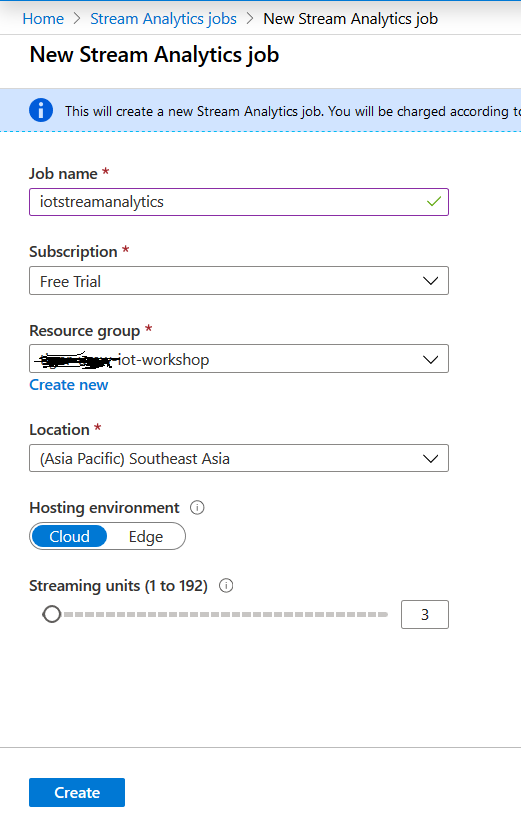 Home > Stream Analytics jobs > New Stream Analytics job
New Stream Analytics job
This will create a new Stream Analytics job. You will be charged according
Job name *
iotstreamanalytics
Subscription *
Free Trial
Resource group *
-iot-workshop
Create new
Location *
(Asia Pacific) Southeast Asia
Hosting environment
Cloud Edge
Streaming units (1 to 192)
3
Create